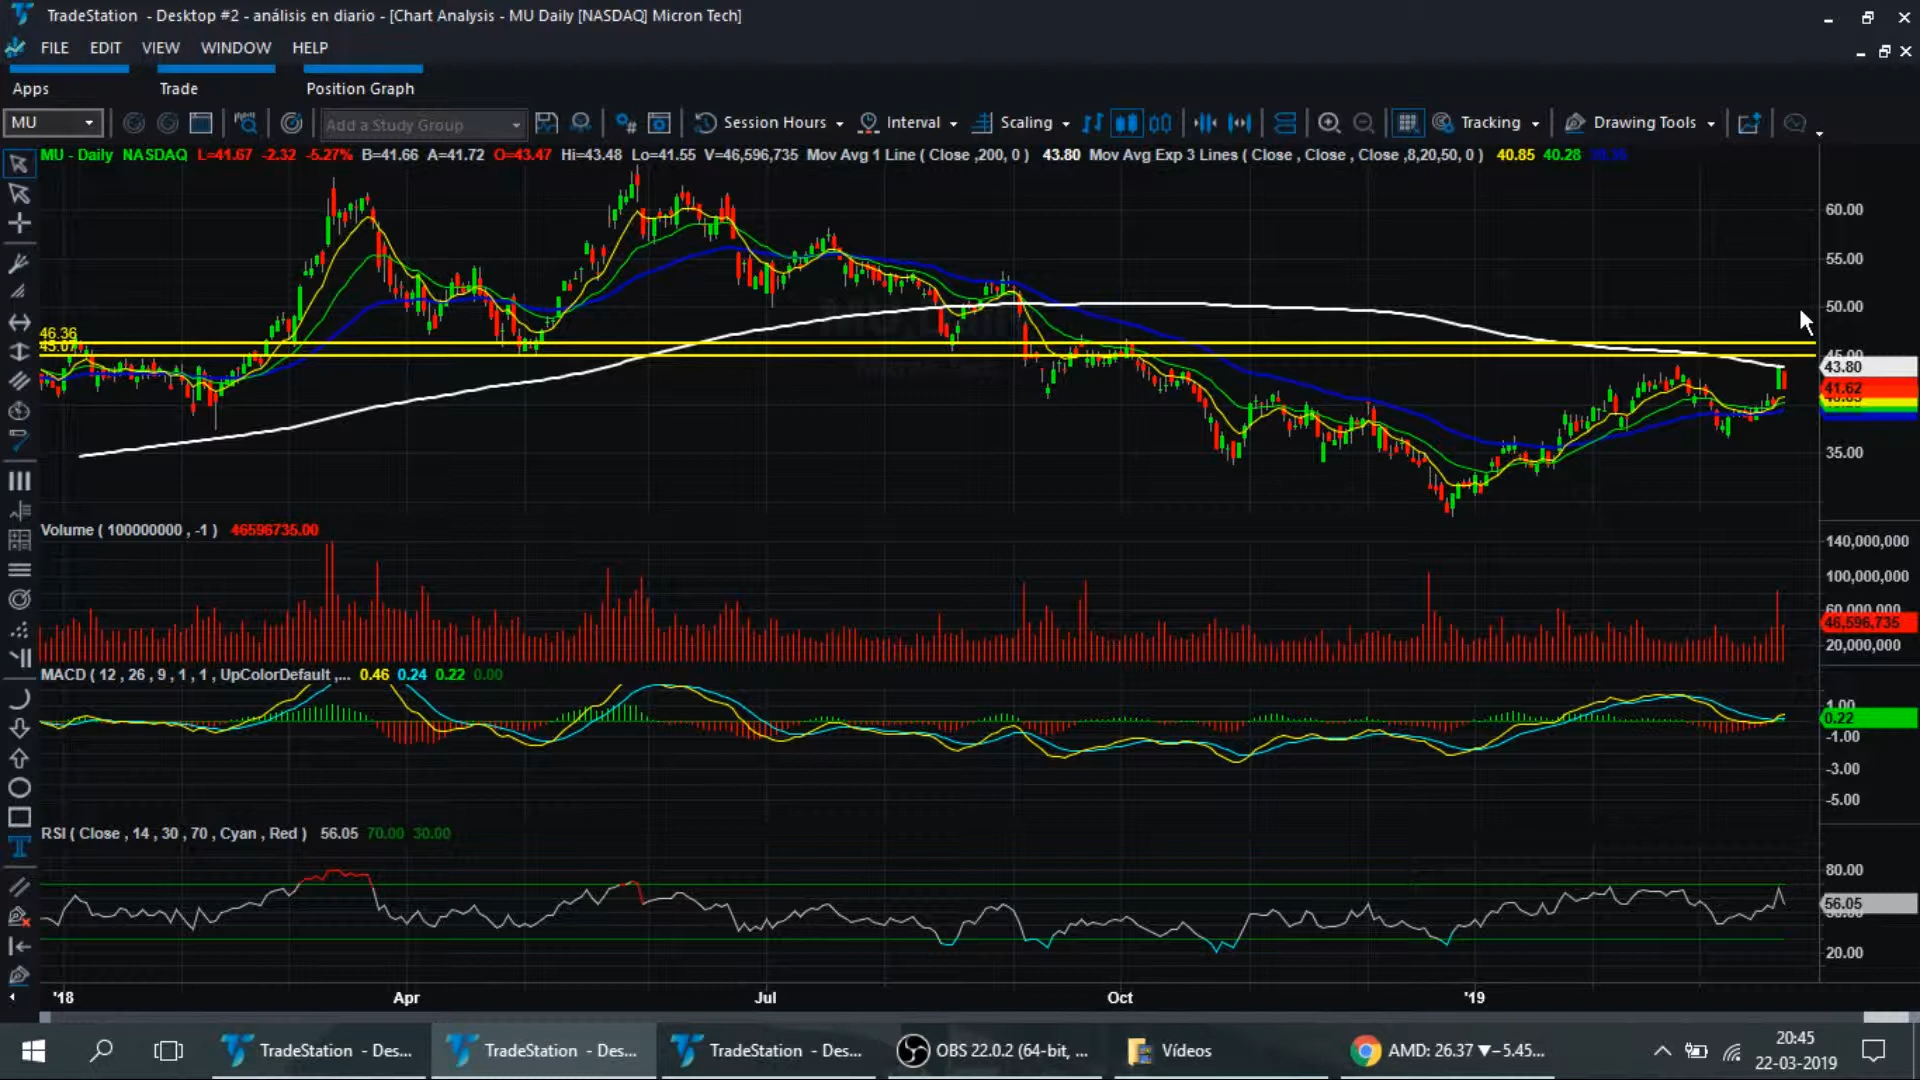 TradeStation - Desktop #2 - análisis en diario - [Chart Analysis - MU Daily [NASDAQ] Micron Tech]
FILE EDIT VIEW WINDOW HELP
Apps Trade Position Graph
MU Add a Study Group Session Hours Interval Scaling Tracking Drawing Tools
MU - Daily NASDAQ L=41.67 -2.32 -5.27% B=41.66 A=41.72 O=43.47 Hi=43.48 Lo=41.55 V=46,596,735 Mov Avg 1 Line ( Close ,200, 0 ) 43.80 Mov Avg Exp 3 Lines ( Close , Close , Close ,8,20,50, 0 ) 40.85 40.28
60.00
55.00
50.00
46.36
45.00
43.80
41.62
35.00
Volume ( 100000000 , -1 ) 46596735.00
140,000,000
100,000,000
60,000,000
46,596,735
20,000,000
MACD ( 12 , 26 , 9 , 1 , 1 , UpColorDefault ,... 0.46 0.24 0.22 0.00
1.00
0.22
-1.00
-3.00
-5.00
RSI ( Close , 14 , 30 , 70 , Cyan , Red ) 56.05 70.00 30.00
80.00
56.05
20.00
'18 Apr Jul Oct '19
TradeStation - Des... TradeStation - Des... TradeStation - Des... OBS 22.0.2 (64-bit, ... Vídeos AMD: 26.37 ▼−5.45...
20:45
22-03-2019